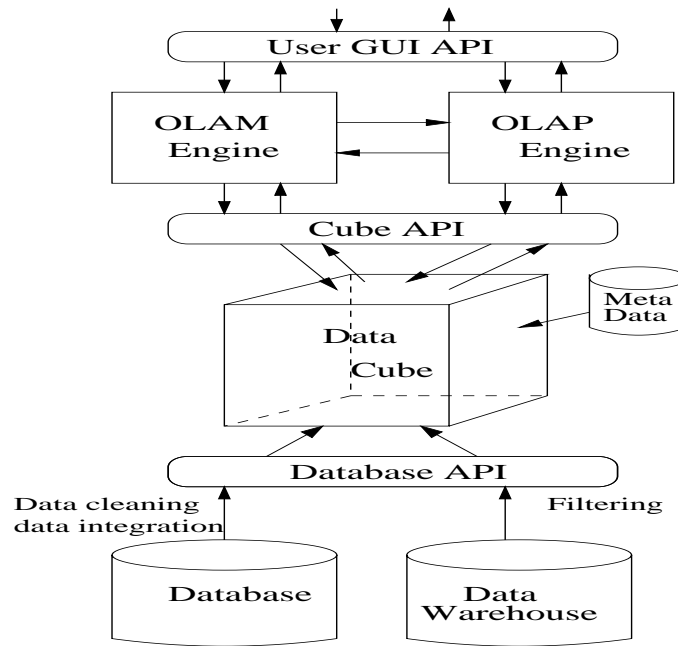 User GUI API
OLAM
Engine
OLAP
Engine
Cube API
Meta
Data
Data
Cube
Database API
Data cleaning
data integration
Filtering
Database
Data
Warehouse